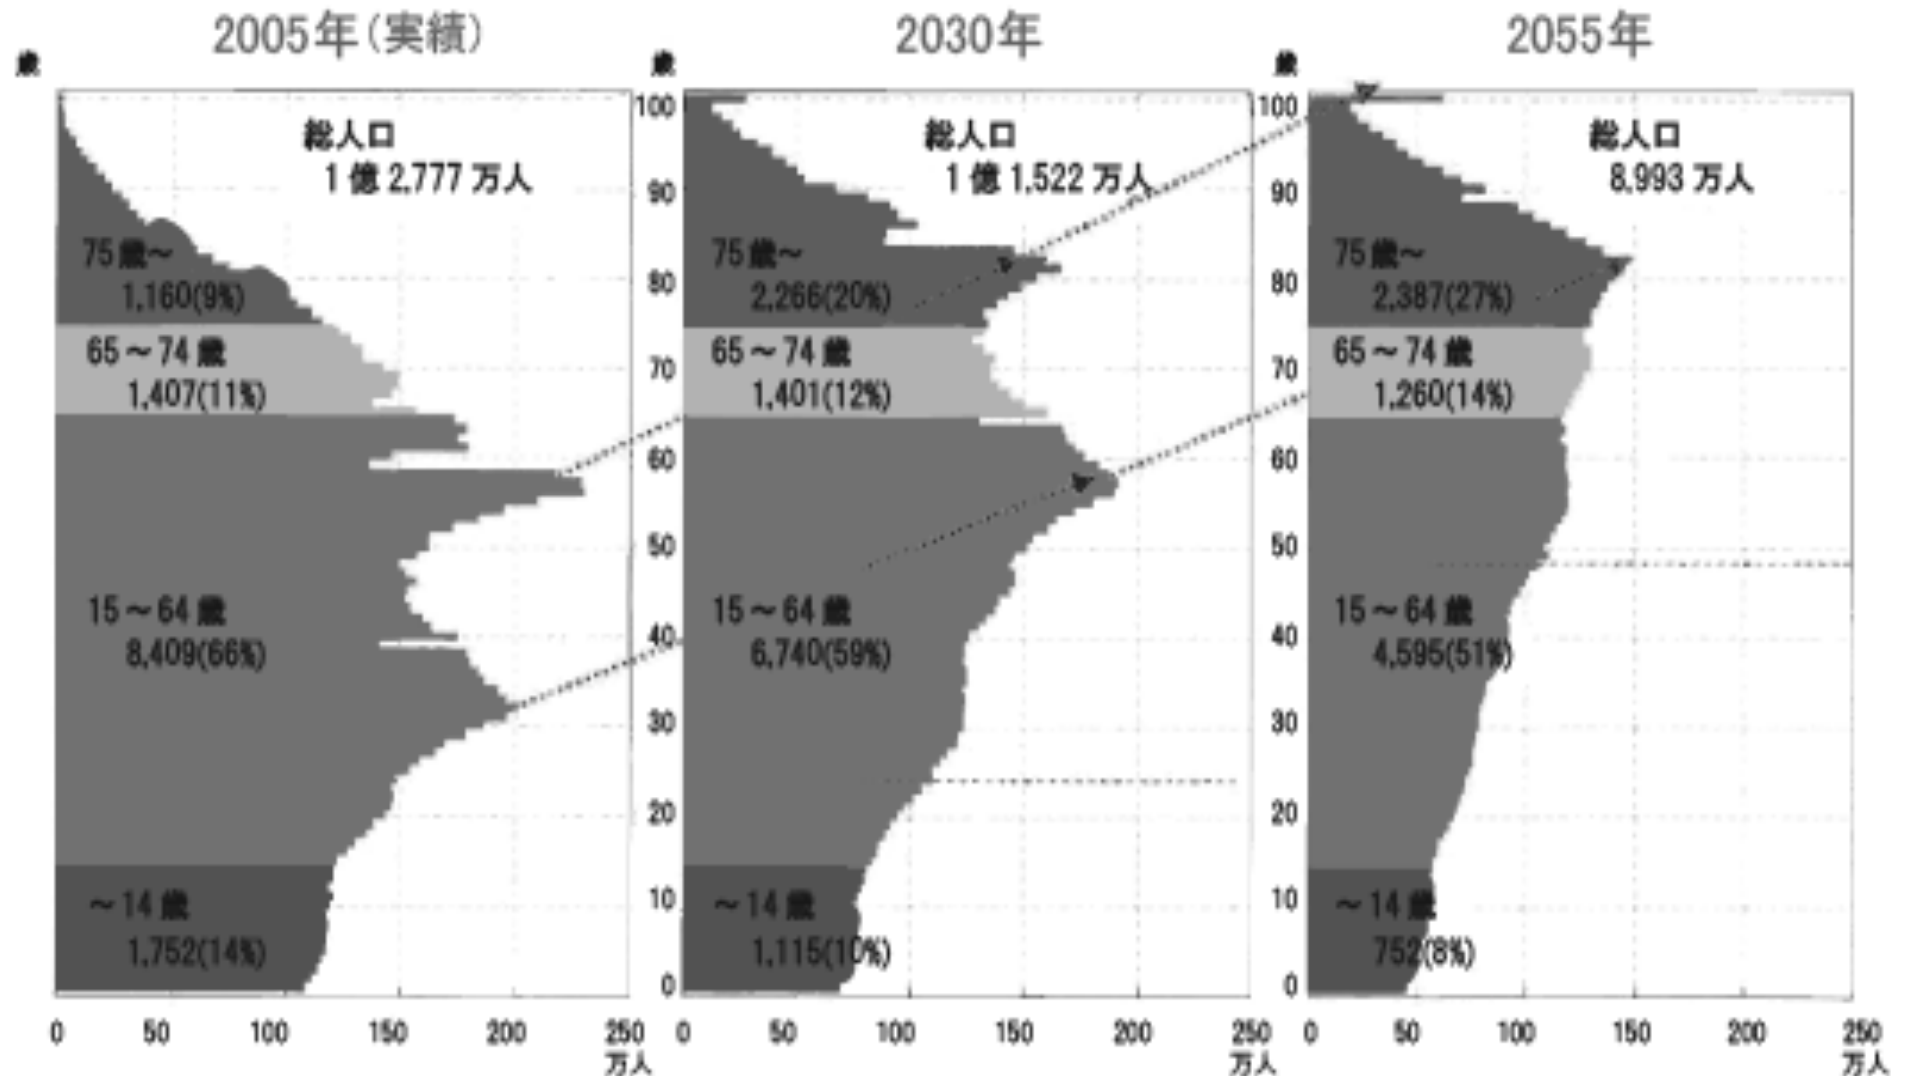 2005年(実績)
歳
総人口
1億2,777万人
75歳～
1,160(9%)
65～74歳
1,407(11%)
15～64歳
8,409(66%)
～14歳
1,752(14%)
0 50 100 150 200 250
万人
2030年
歳
100
90
80
70
60
50
40
30
20
10
0
総人口
1億1,522万人
75歳～
2,266(20%)
65～74歳
1,401(12%)
15～64歳
6,740(59%)
～14歳
1,115(10%)
0 50 100 150 200 250
万人
2055年
歳
100
90
80
70
60
50
40
30
20
10
0
総人口
8,993万人
75歳～
2,387(27%)
65～74歳
1,260(14%)
15～64歳
4,595(51%)
～14歳
752(8%)
0 50 100 150 200 250
万人